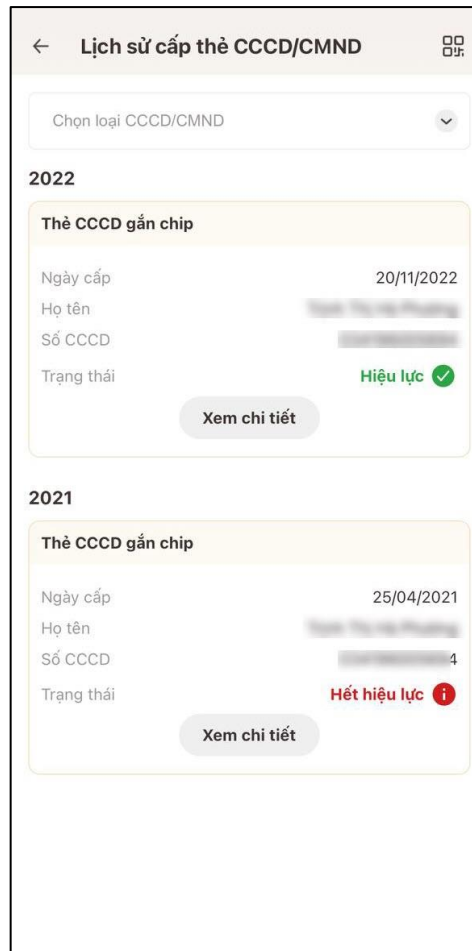 Lịch sử cấp thẻ CCCD/CMND
Chọn loại CCCD/CMND
2022
Thẻ CCCD gắn chip
Ngày cấp 20/11/2022
Họ tên
Số CCCD
Trạng thái Hiệu lực
Xem chi tiết
2021
Thẻ CCCD gắn chip
Ngày cấp 25/04/2021
Họ tên
Số CCCD 4
Trạng thái Hết hiệu lực
Xem chi tiết